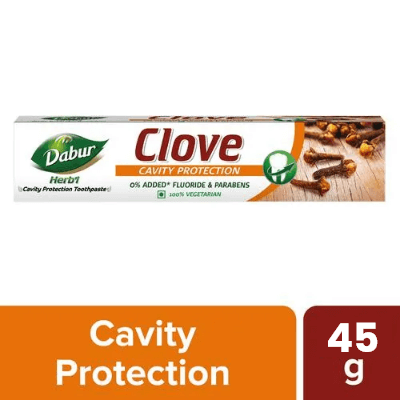 Dabur
Herb'l
Cavity Protection Toothpaste
Clove
CAVITY PROTECTION
0% ADDED* FLUORIDE & PARABENS
100% VEGETARIAN
Cavity
Protection
45
g